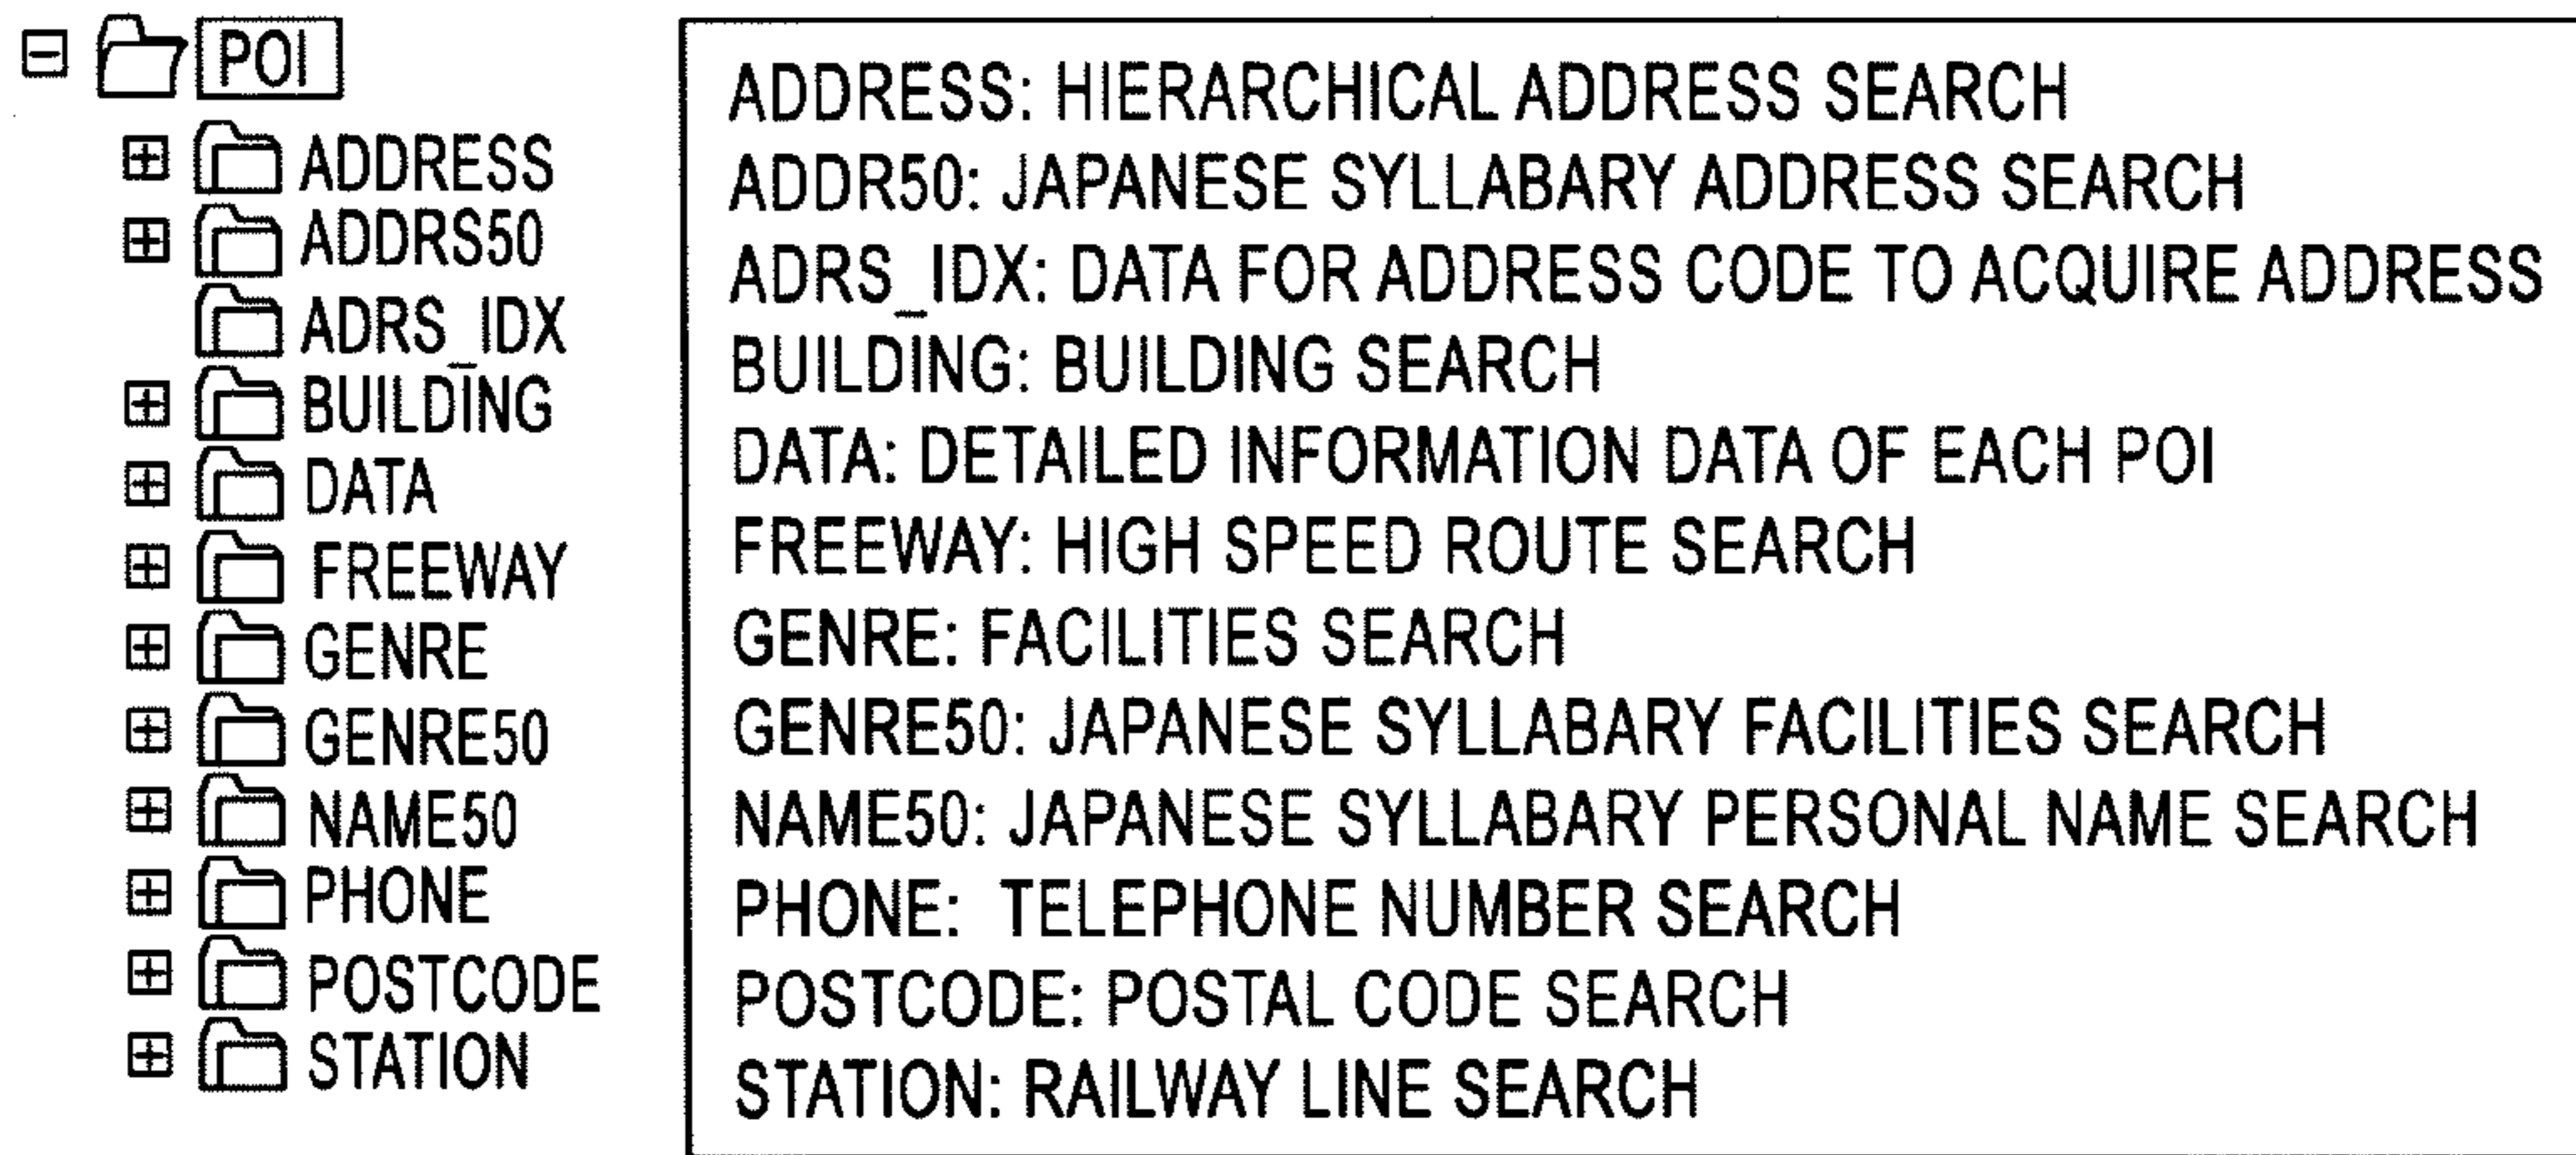 POI
ADDRESS
ADDRS50
ADRS_IDX
BUILDING
DATA
FREEWAY
GENRE
GENRE50
NAME50
PHONE
POSTCODE
STATION
ADDRESS: HIERARCHICAL ADDRESS SEARCH
ADDR50: JAPANESE SYLLABARY ADDRESS SEARCH
ADRS_IDX: DATA FOR ADDRESS CODE TO ACQUIRE ADDRESS
BUILDING: BUILDING SEARCH
DATA: DETAILED INFORMATION DATA OF EACH POI
FREEWAY: HIGH SPEED ROUTE SEARCH
GENRE: FACILITIES SEARCH
GENRE50: JAPANESE SYLLABARY FACILITIES SEARCH
NAME50: JAPANESE SYLLABARY PERSONAL NAME SEARCH
PHONE: TELEPHONE NUMBER SEARCH
POSTCODE: POSTAL CODE SEARCH
STATION: RAILWAY LINE SEARCH